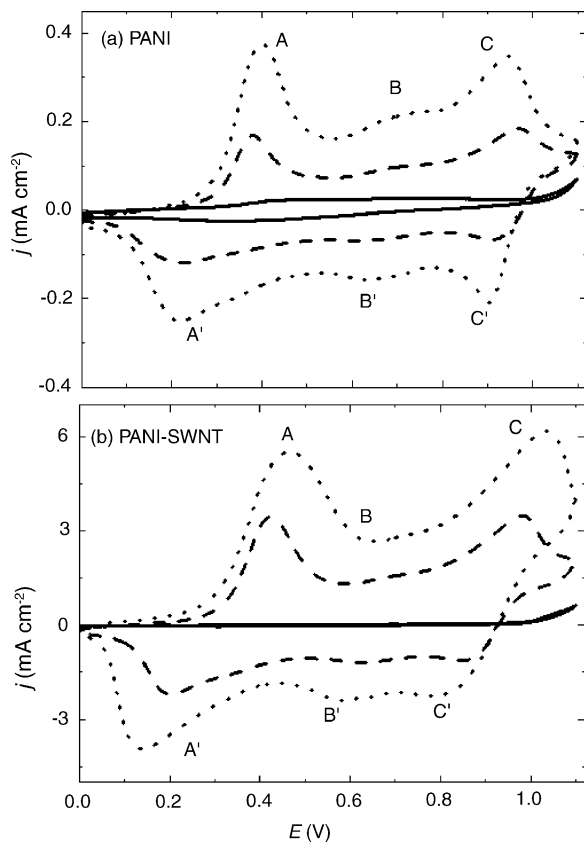 (a) PANI
A
B
C
A'
B'
C'
0.4
0.2
0.0
-0.2
-0.4
j (mA cm-2)
(b) PANI-SWNT
A
B
C
A'
B'
C'
6
3
0
-3
j (mA cm-2)
0.0 0.2 0.4 0.6 0.8 1.0
E (V)